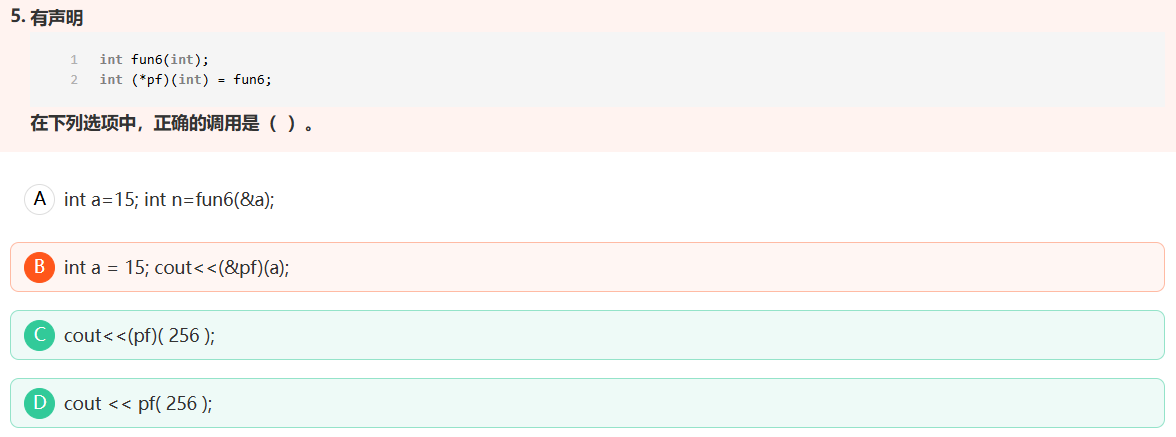 5. 有声明
1 int fun6(int);
2 int (*pf)(int) = fun6;
在下列选项中，正确的调用是（ ）。
A int a=15; int n=fun6(&a);
B int a = 15; cout<<(&pf)(a);
C cout<<(pf)( 256 );
D cout << pf( 256 );